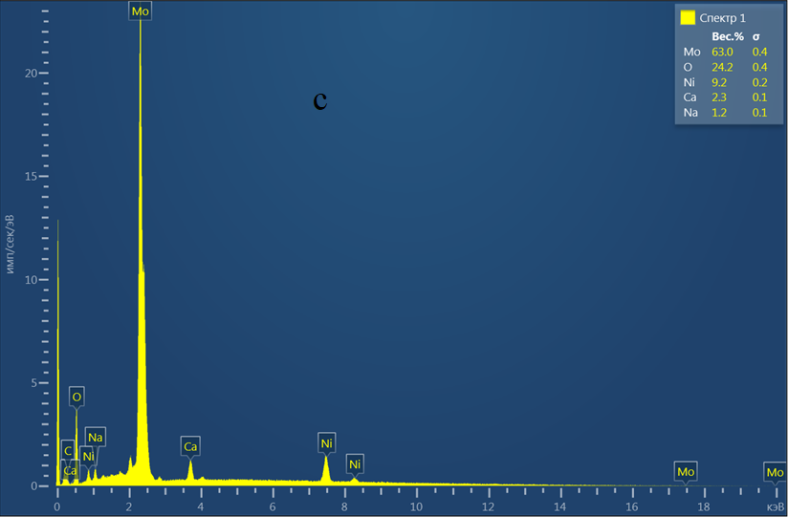 Mo
Спектр 1
Вес.% σ
Mo 63.0 0.4
O 24.2 0.4
Ni 9.2 0.2
Ca 2.3 0.1
Na 1.2 0.1
c
20
15
10
5
0
имп/сек/эВ
O
C
Ca
Ni
Na
Ca
Ni
Ni
Mo
Mo
0 2 4 6 8 10 12 14 16 18 кэВ